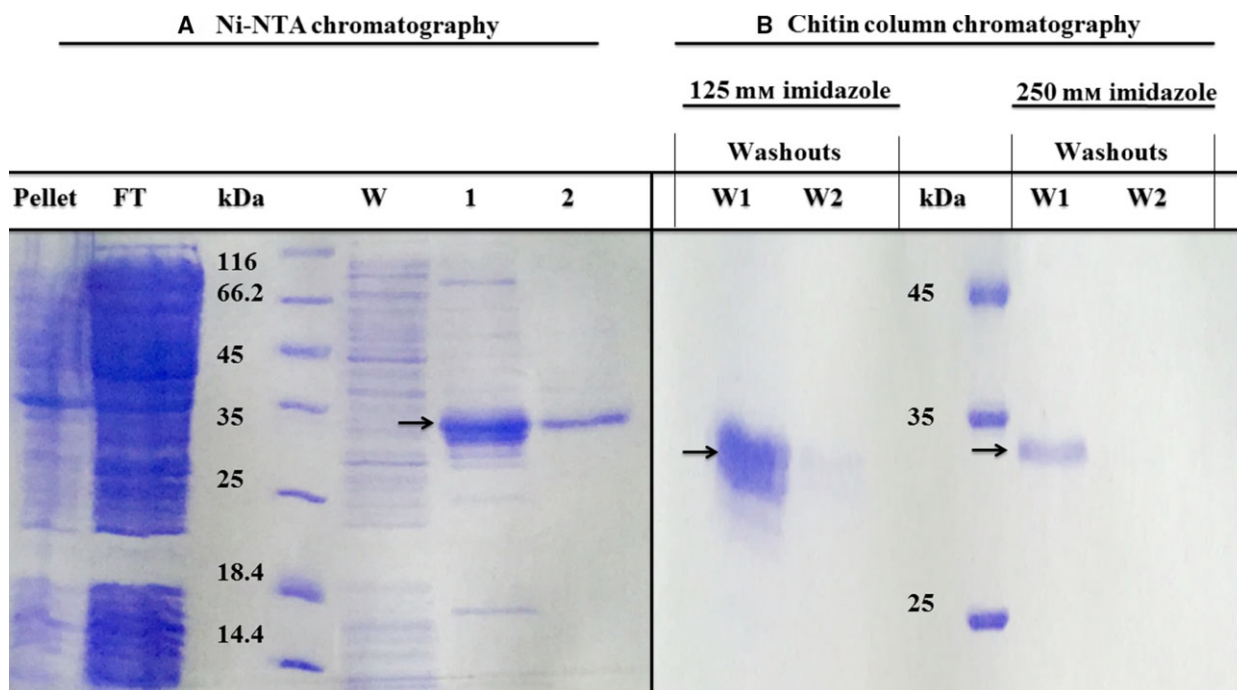 A Ni-NTA chromatography
B Chitin column chromatography
125 mM imidazole
250 mM imidazole
Washouts
Washouts
Pellet FT kDa W 1 2
W1 W2 kDa W1 W2
116
66.2
45
35
25
18.4
14.4
45
35
25